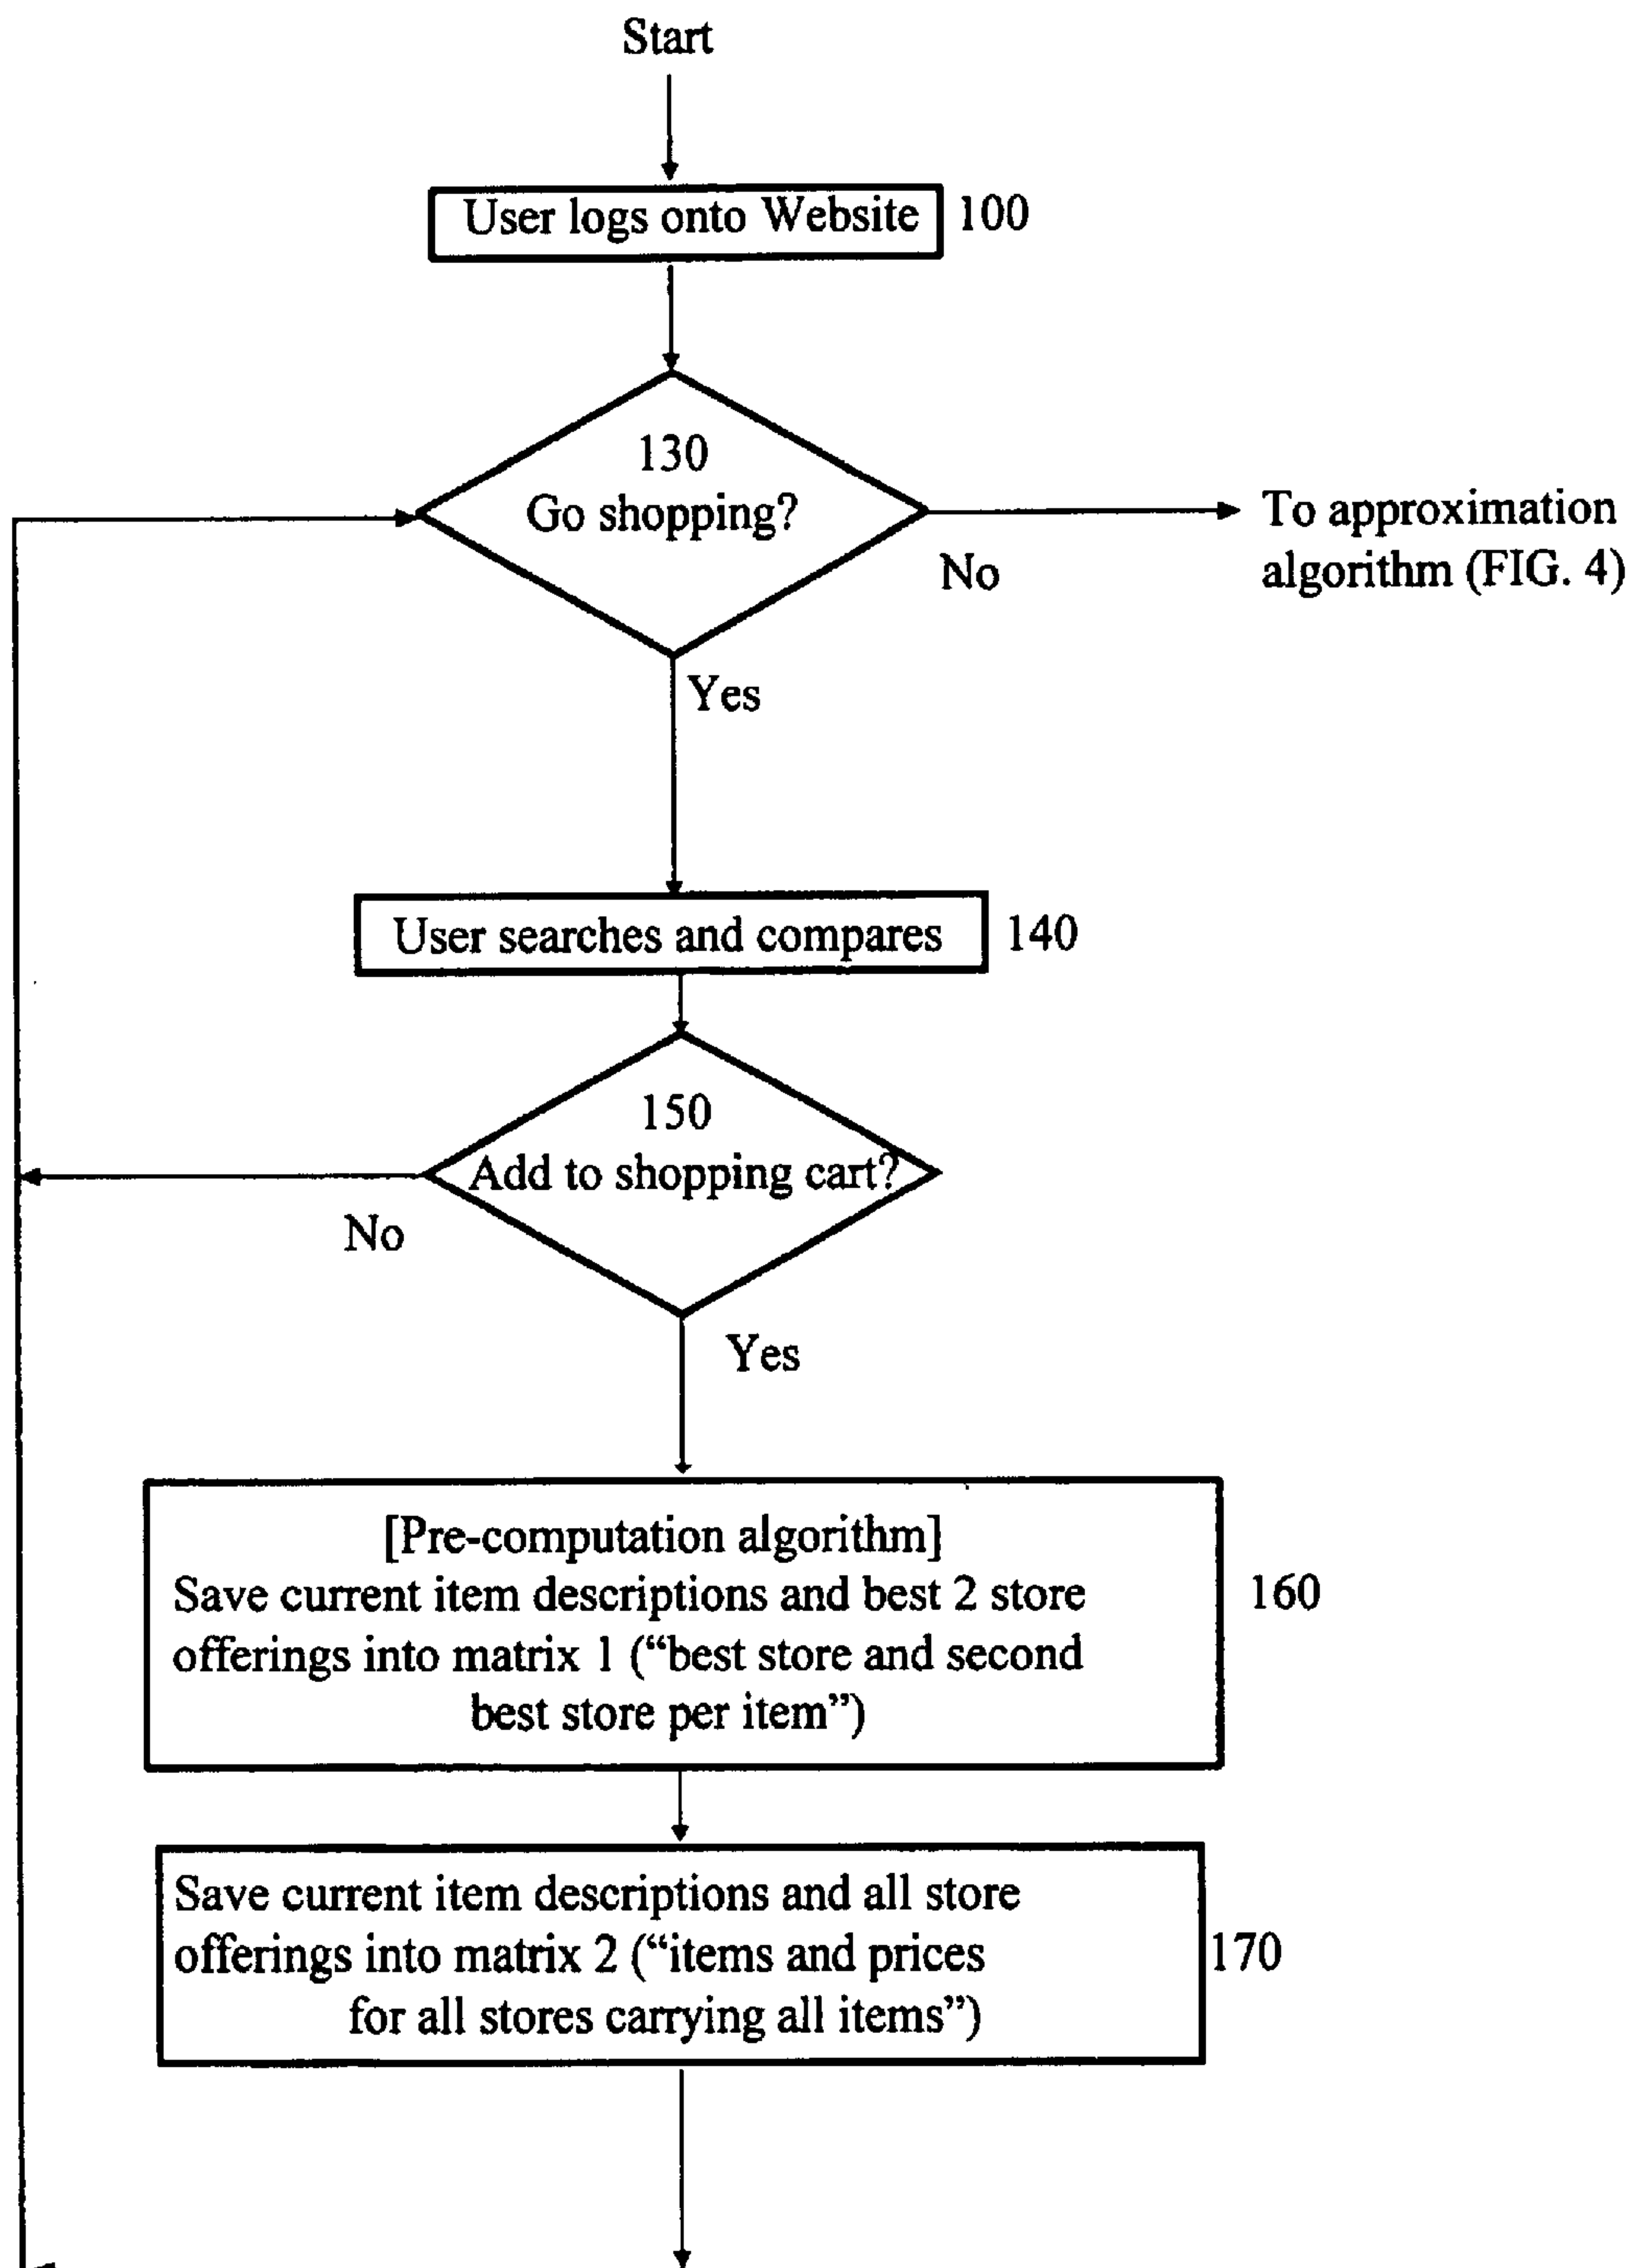 Start
User logs onto Website
100
130
Go shopping?
To approximation
algorithm (FIG. 4)
No
Yes
User searches and compares
140
150
Add to shopping cart?
No
Yes
[Pre-computation algorithm]
Save current item descriptions and best 2 store
offerings into matrix 1 (“best store and second
best store per item”)
160
Save current item descriptions and all store
offerings into matrix 2 (“items and prices
for all stores carrying all items”)
170